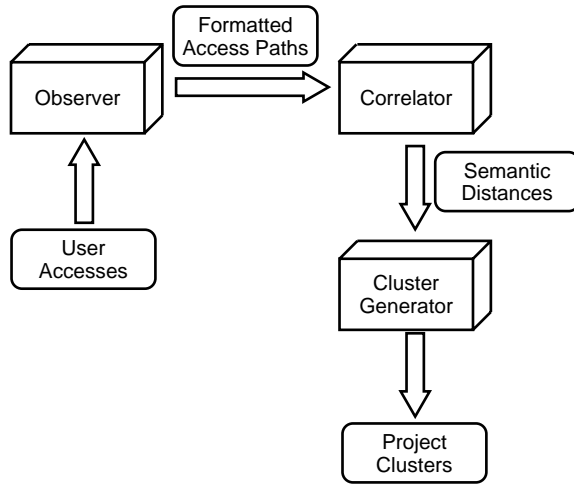 Formatted
Access Paths
Observer
Correlator
Semantic
Distances
User
Accesses
Cluster
Generator
Project
Clusters